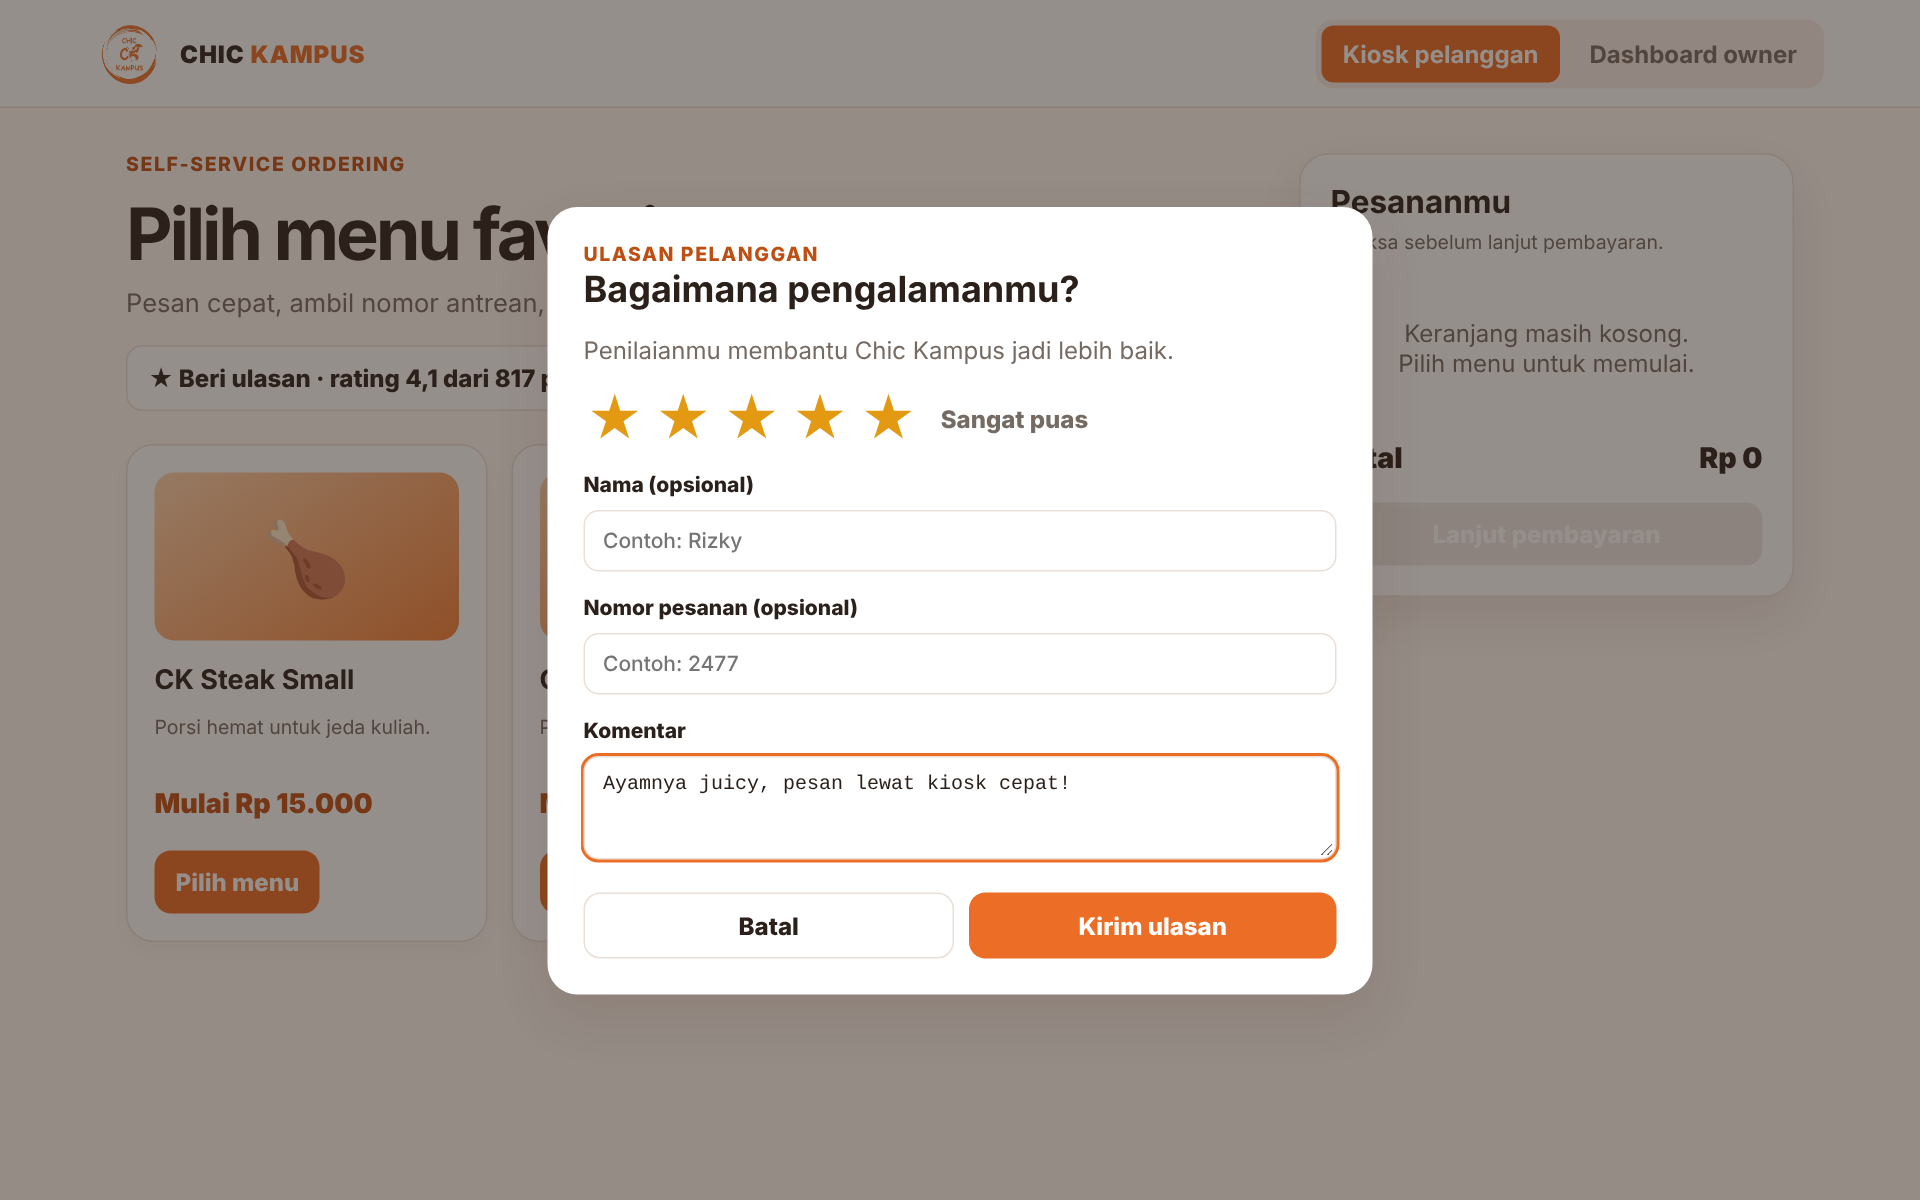 CHIC
CK
KAMPUS
CHIC KAMPUS
Kiosk pelanggan
Dashboard owner
SELF-SERVICE ORDERING
Pilih menu
Pesan cepat, ambil nomor antrean,
★ Beri ulasan · rating 4,1 dari 817
CK Steak Small
Porsi hemat untuk jeda kuliah.
Mulai Rp 15.000
Pilih menu
ULASAN PELANGGAN
Bagaimana pengalamanmu?
Penilaianmu membantu Chic Kampus jadi lebih baik.
★ ★ ★ ★ ★ Sangat puas
Nama (opsional)
Contoh: Rizky
Nomor pesanan (opsional)
Contoh: 2477
Komentar
Ayamnya juicy, pesan lewat kiosk cepat!
Batal
Kirim ulasan
Pesananmu
sebelum lanjut pembayaran.
Keranjang masih kosong.
Pilih menu untuk memulai.
Rp 0
Lanjut pembayaran